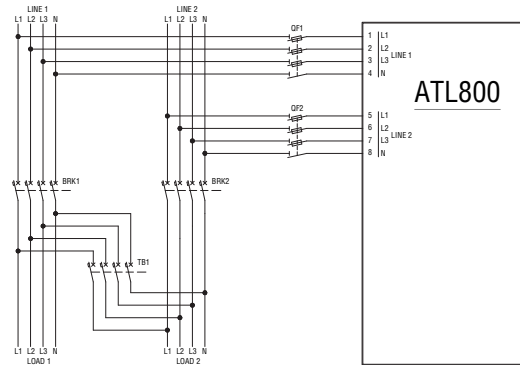 LINE 1
L1 L2 L3 N
LINE 2
L1 L2 L3 N
QF1
1 L1
2 L2
3 L3
4 N
LINE 1
ATL800
QF2
5 L1
6 L2
7 L3
8 N
LINE 2
BRK1
BRK2
TB1
L1 L2 L3 N
LOAD 1
L1 L2 L3 N
LOAD 2